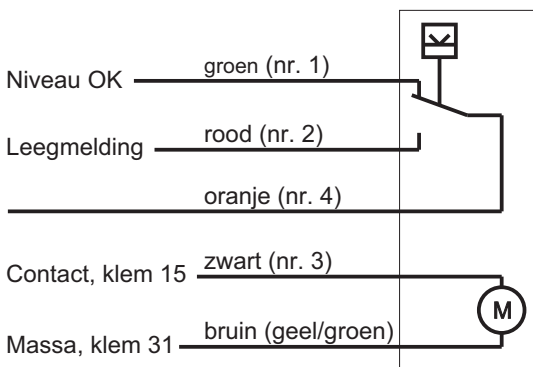 Niveau OK groen (nr. 1)
Leegmelding rood (nr. 2)
oranje (nr. 4)
Contact, klem 15 zwart (nr. 3)
M
Massa, klem 31 bruin (geel/groen)